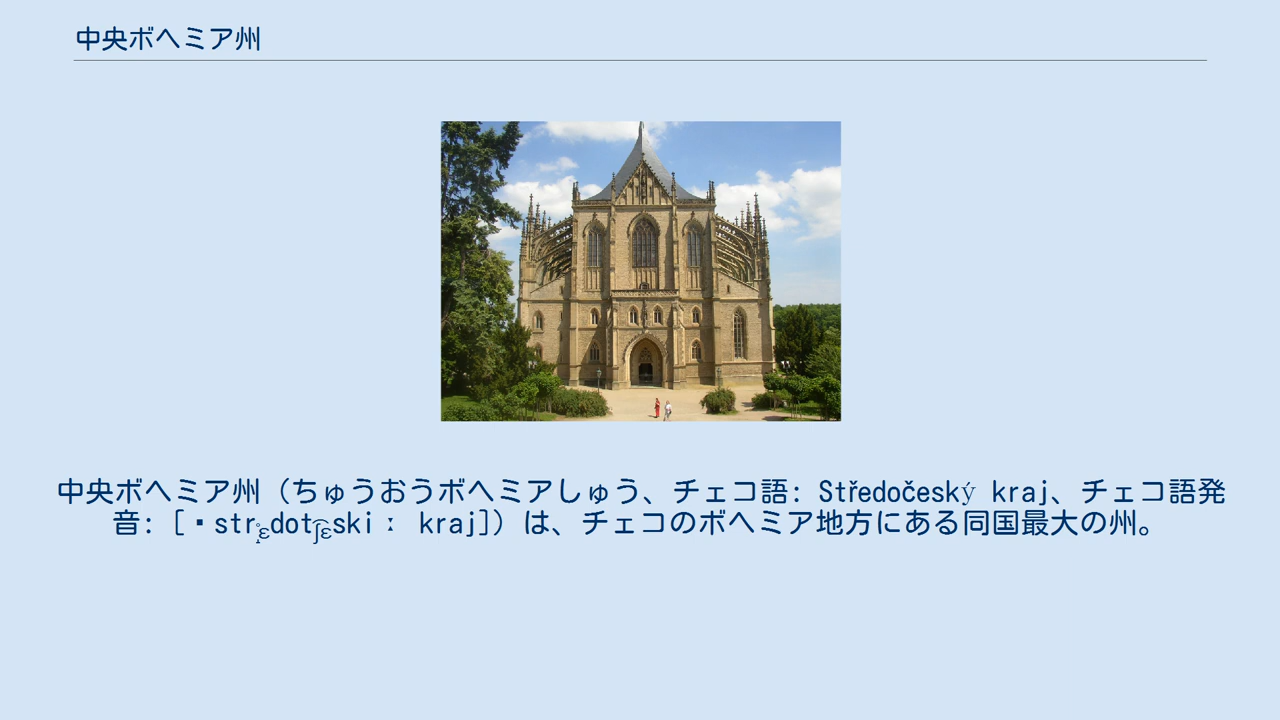 中央ボヘミア州
中央ボヘミア州（ちゅうおうボヘミアしゅう、チェコ語: Středočeský kraj、チェコ語発
音: [ˈstr̝̊ɛdotʃɛskiː kraj]）は、チェコのボヘミア地方にある同国最大の州。